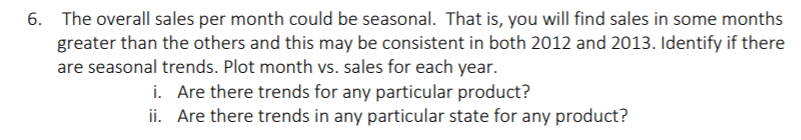 6. The overall sales per month could be seasonal. That is, you will find sales in some months
greater than the others and this may be consistent in both 2012 and 2013. Identify if there
are seasonal trends. Plot month vs. sales for each year.
i. Are there trends for any particular product?
ii. Are there trends in any particular state for any product?